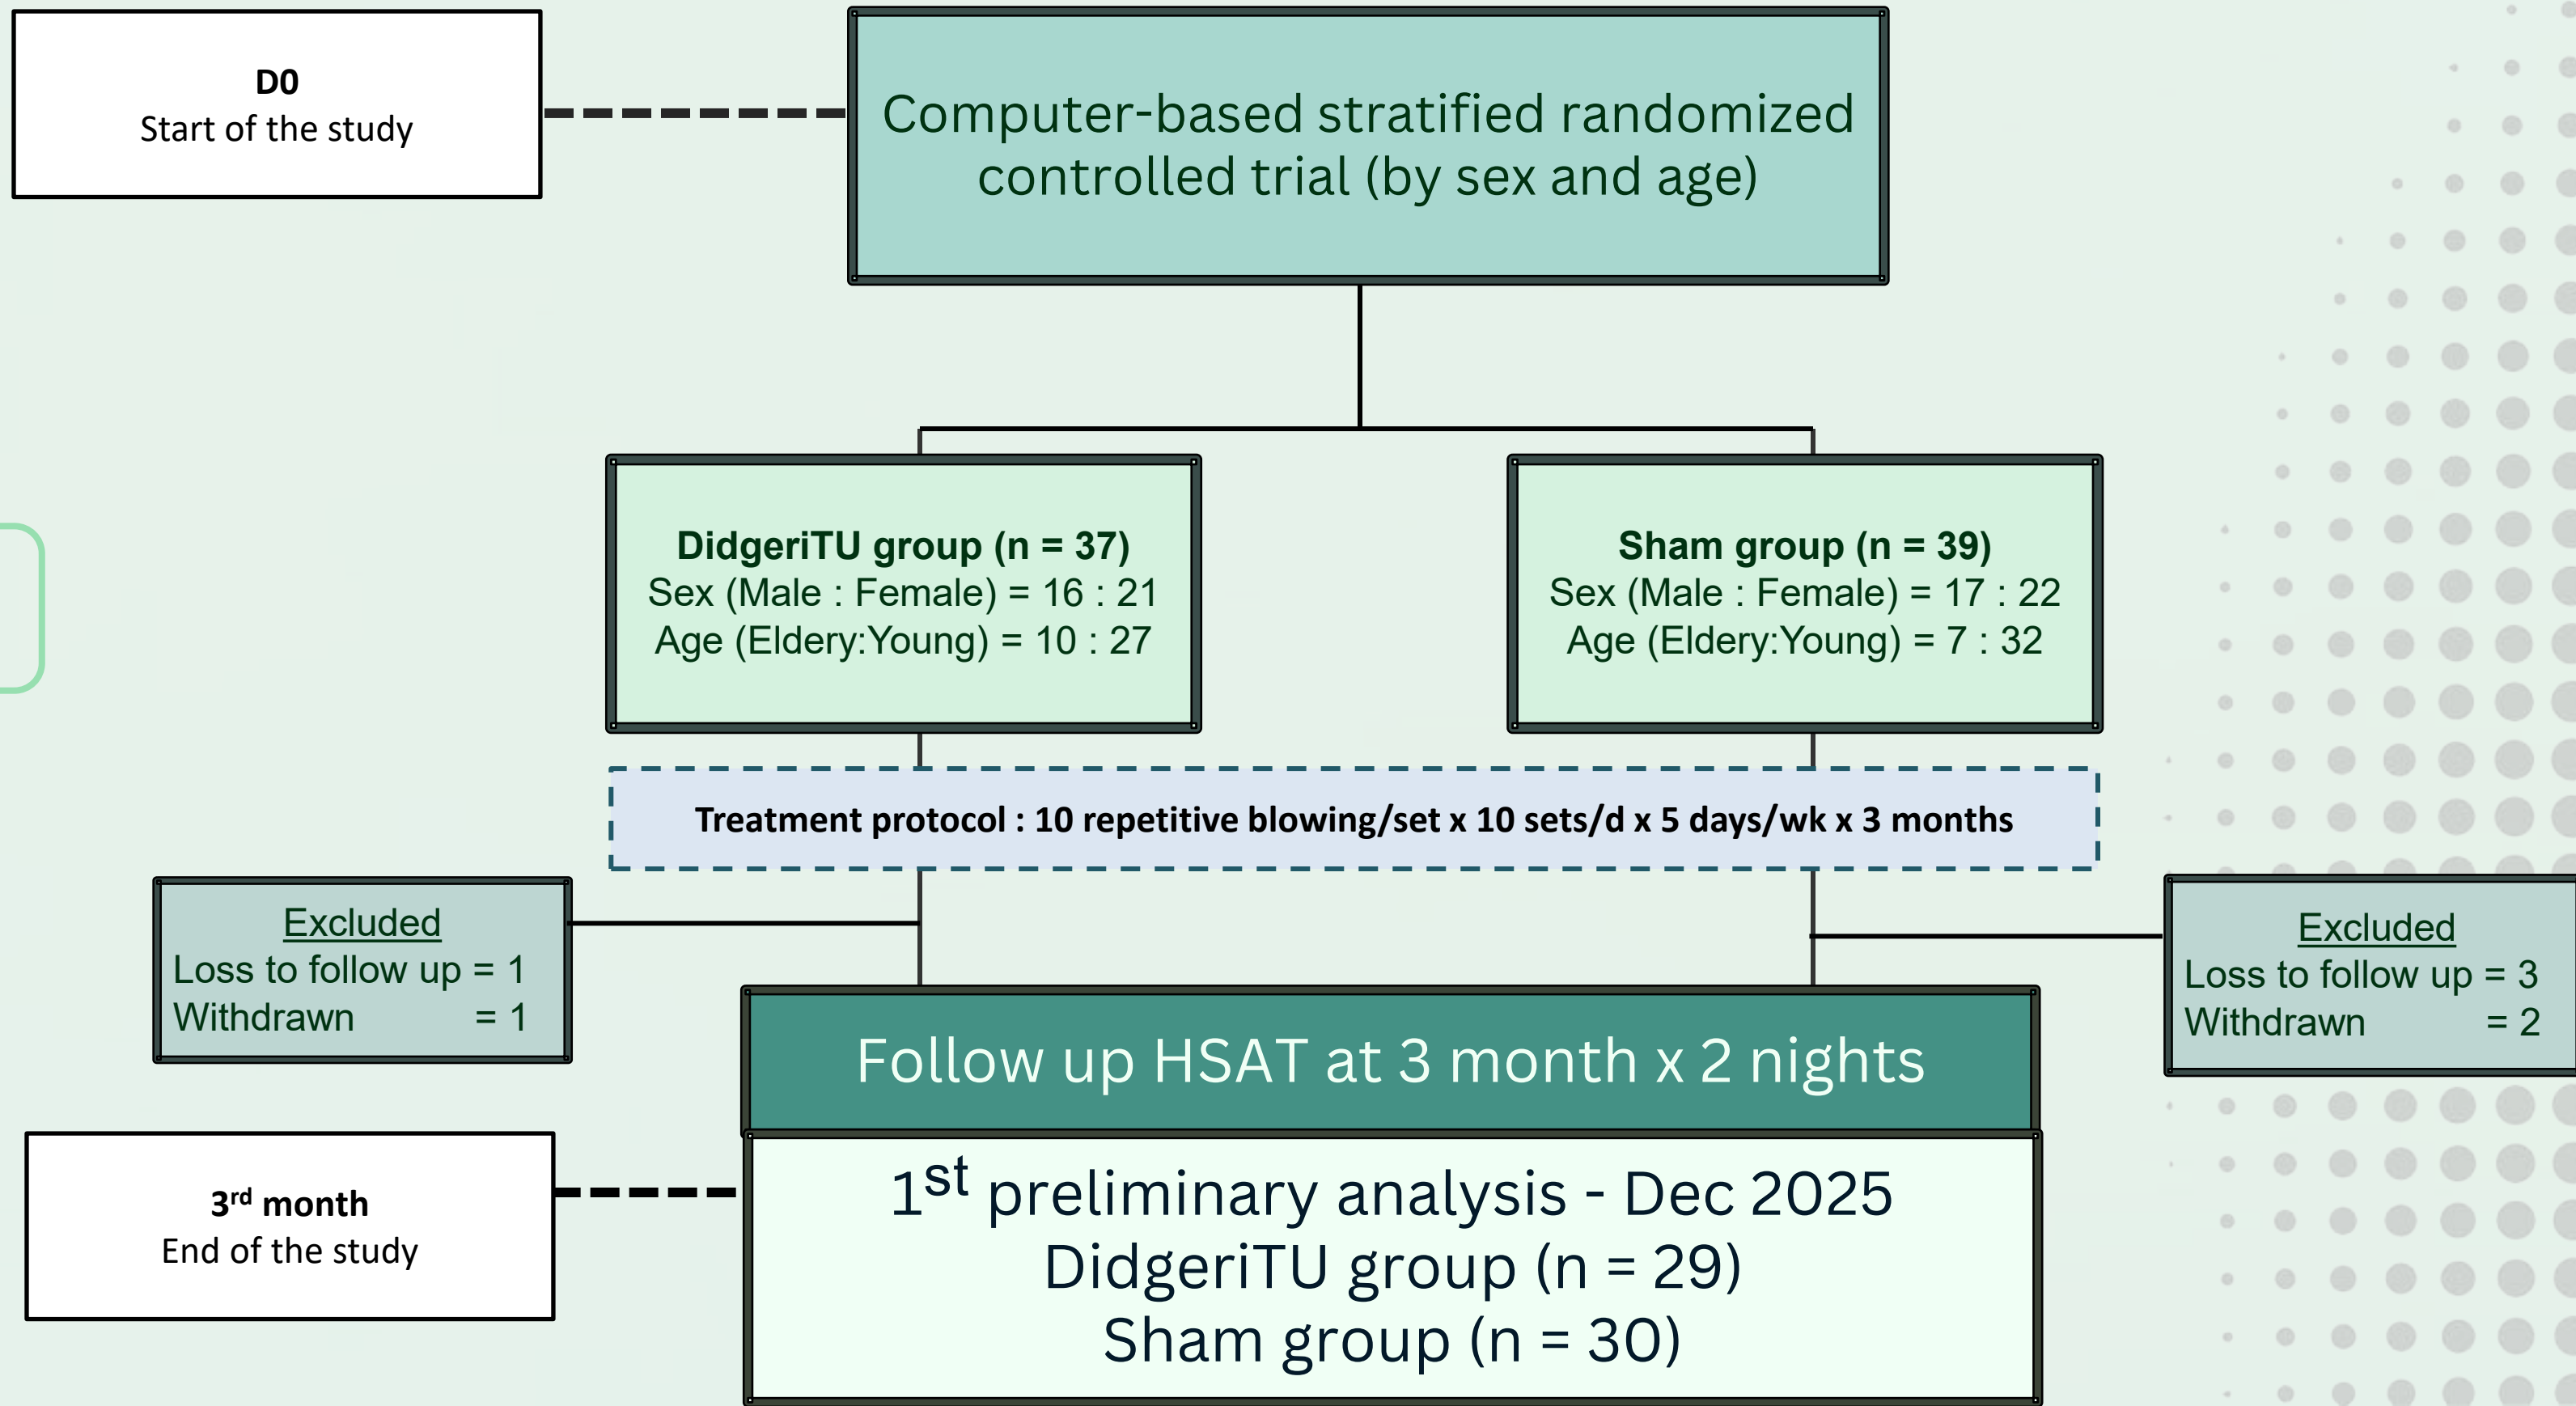 D0
Start of the study
Computer-based stratified randomized
controlled trial (by sex and age)
DidgeriTU group (n = 37)
Sex (Male : Female) = 16 : 21
Age (Eldery:Young) = 10 : 27
Sham group (n = 39)
Sex (Male : Female) = 17 : 22
Age (Eldery:Young) = 7 : 32
Treatment protocol : 10 repetitive blowing/set x 10 sets/d x 5 days/wk x 3 months
Excluded
Loss to follow up = 1
Withdrawn = 1
Excluded
Loss to follow up = 3
Withdrawn = 2
Follow up HSAT at 3 month x 2 nights
3rd month
End of the study
1st preliminary analysis - Dec 2025
DidgeriTU group (n = 29)
Sham group (n = 30)